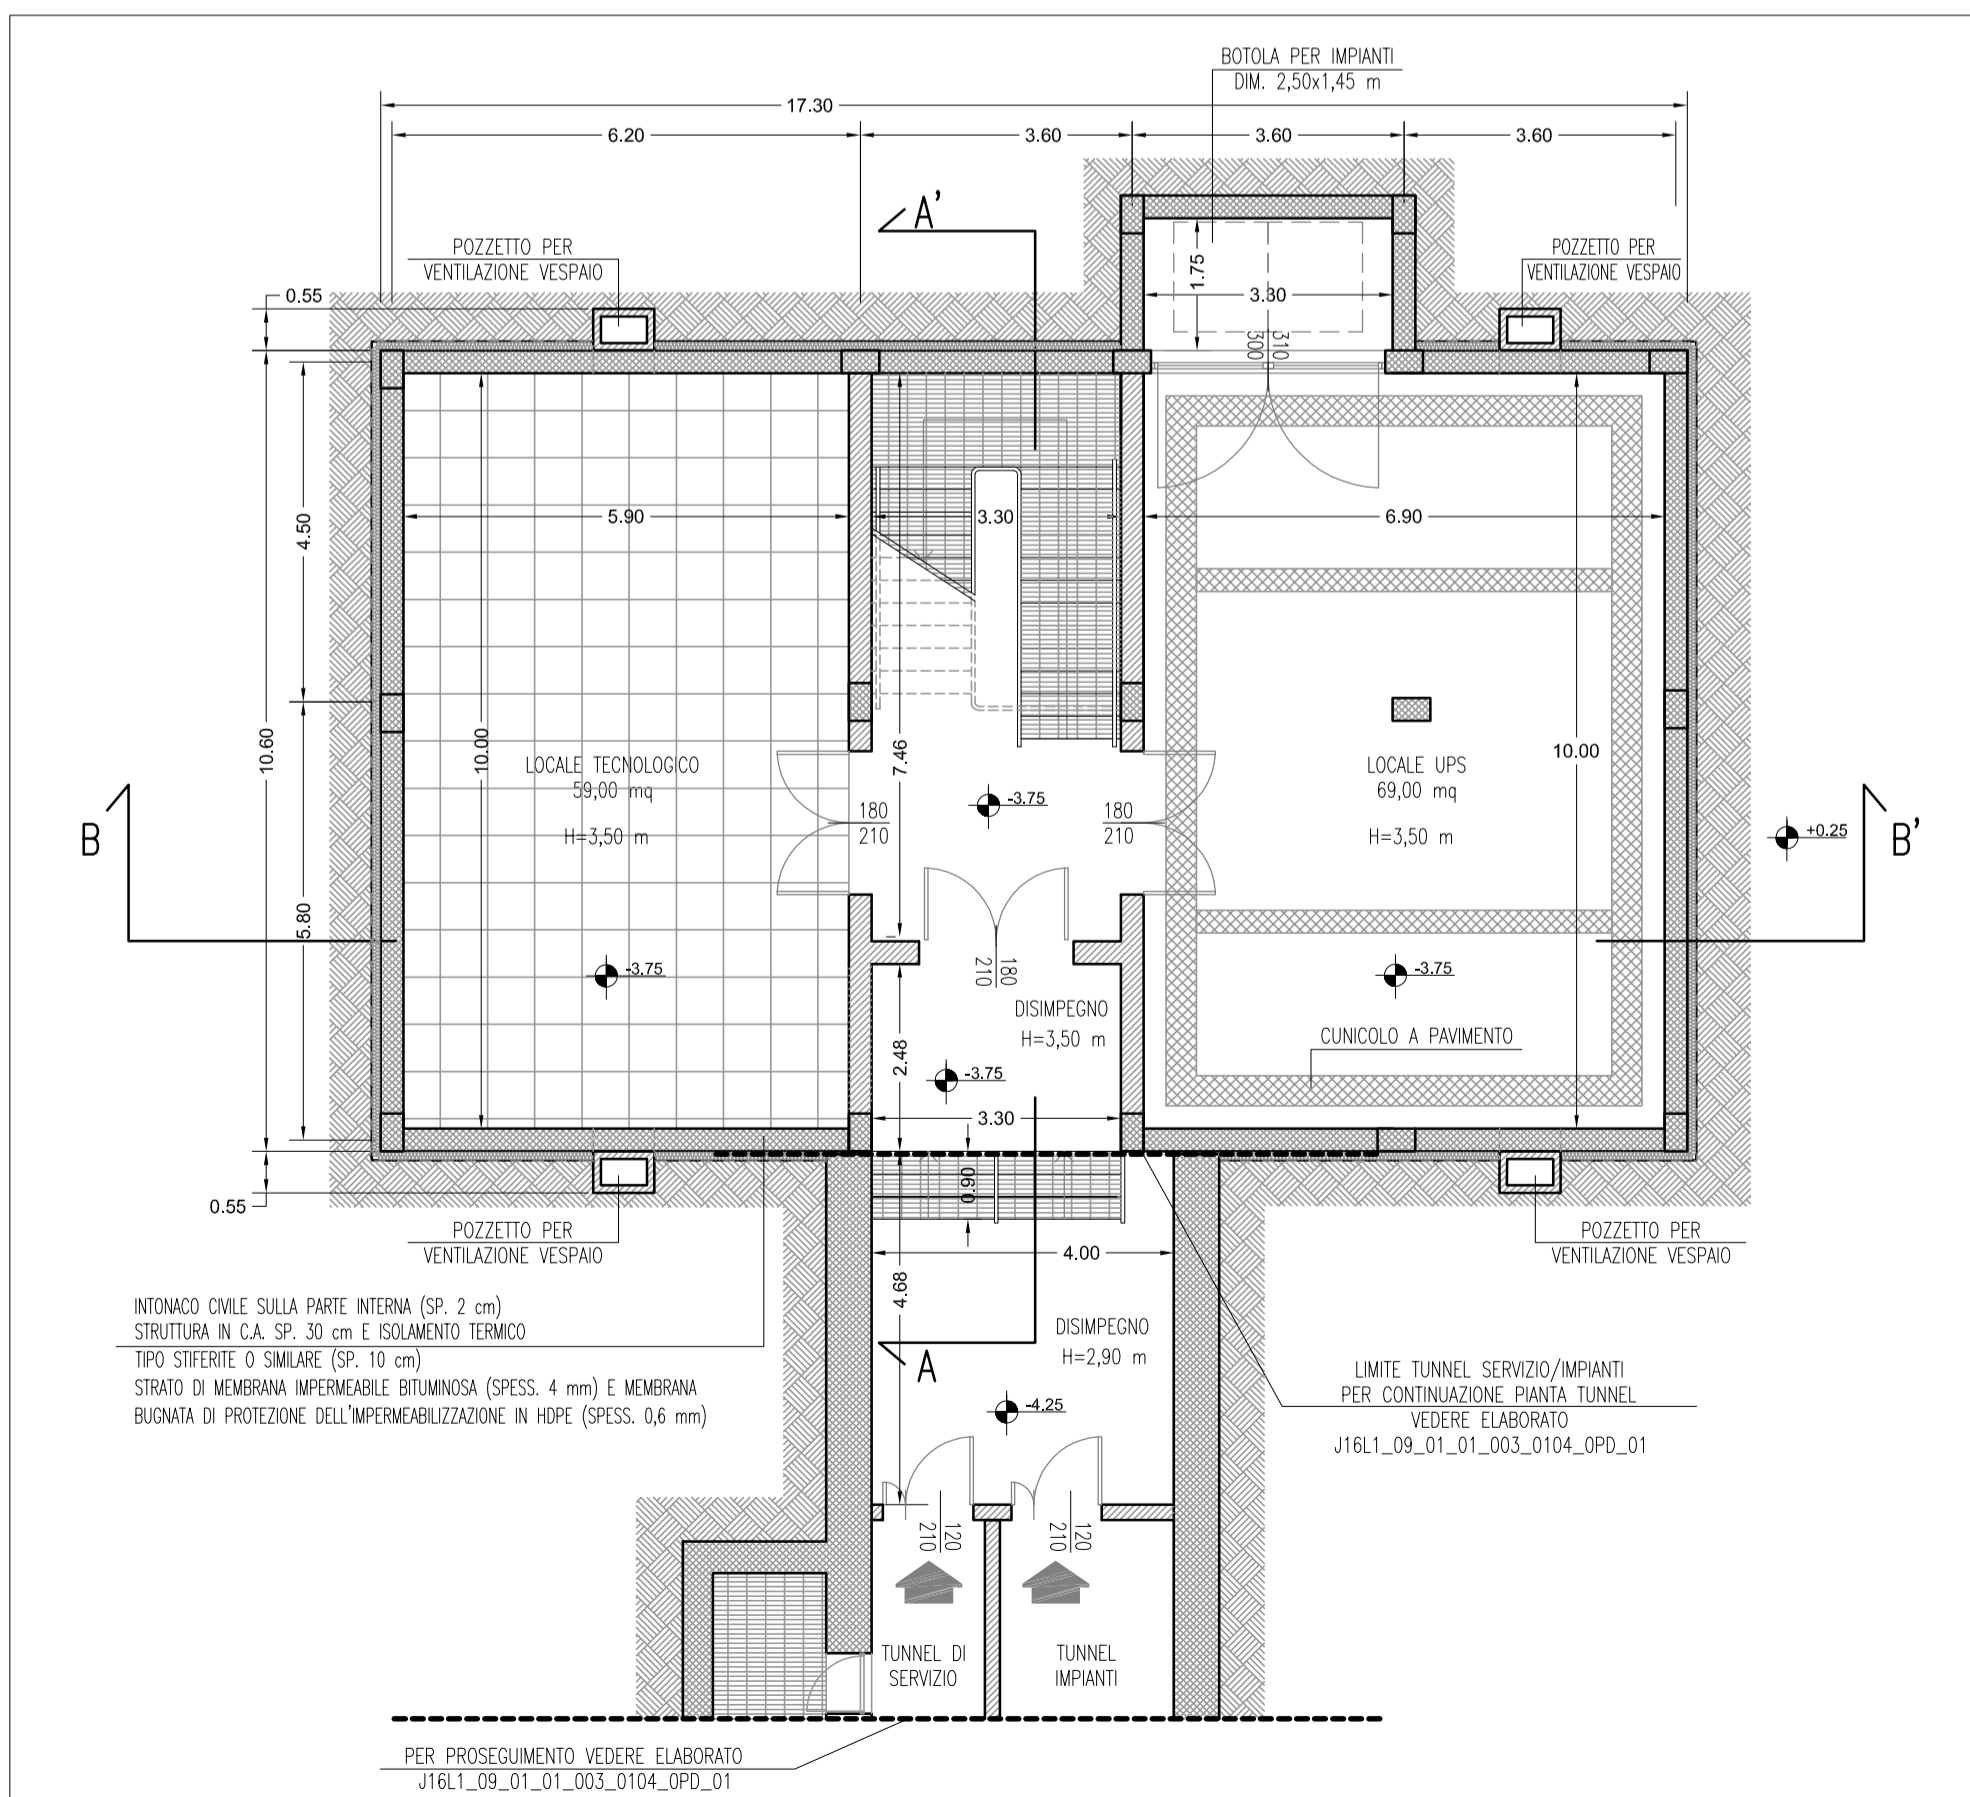 BOTOLA PER IMPIANTI
DIM. 2,50x1,45 m
17.30
6.20
3.60
3.60
3.60
A'
POZZETTO PER
VENTILAZIONE VESPAIO
POZZETTO PER
VENTILAZIONE VESPAIO
1.75
3.30
0.55
310
300
4.50
10.60
5.80
5.90
3.30
6.90
10.00
7.46
10.00
LOCALE TECNOLOGICO
59,00 mq
H=3,50 m
LOCALE UPS
69,00 mq
H=3,50 m
-3.75
180
210
180
210
+0.25
B
B'
-3.75
180
210
-3.75
DISIMPEGNO
H=3,50 m
CUNICOLO A PAVIMENTO
2.48
-3.75
3.30
0.90
0.55
POZZETTO PER
VENTILAZIONE VESPAIO
POZZETTO PER
VENTILAZIONE VESPAIO
4.00
4.68
INTONACO CIVILE SULLA PARTE INTERNA (SP. 2 cm)
STRUTTURA IN C.A. SP. 30 cm E ISOLAMENTO TERMICO
TIPO STIFERITE O SIMILARE (SP. 10 cm)
STRATO DI MEMBRANA IMPERMEABILE BITUMINOSA (SPESS. 4 mm) E MEMBRANA
BUGNATA DI PROTEZIONE DELL'IMPERMEABILIZZAZIONE IN HDPE (SPESS. 0,6 mm)
DISIMPEGNO
H=2,90 m
A
-4.25
LIMITE TUNNEL SERVIZIO/IMPIANTI
PER CONTINUAZIONE PIANTA TUNNEL
VEDERE ELABORATO
J16L1_09_01_01_003_0104_0PD_01
120
210
120
210
TUNNEL DI
SERVIZIO
TUNNEL
IMPIANTI
PER PROSEGUIMENTO VEDERE ELABORATO
J16L1_09_01_01_003_0104_0PD_01